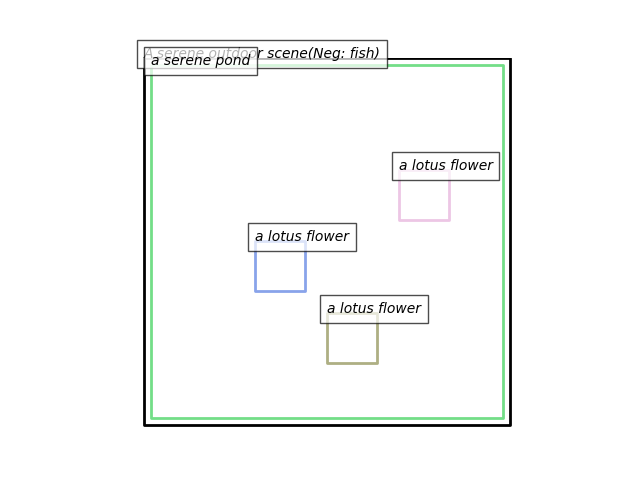 A serene outdoor scene(Neg: fish)
a serene pond
a lotus flower
a lotus flower
a lotus flower